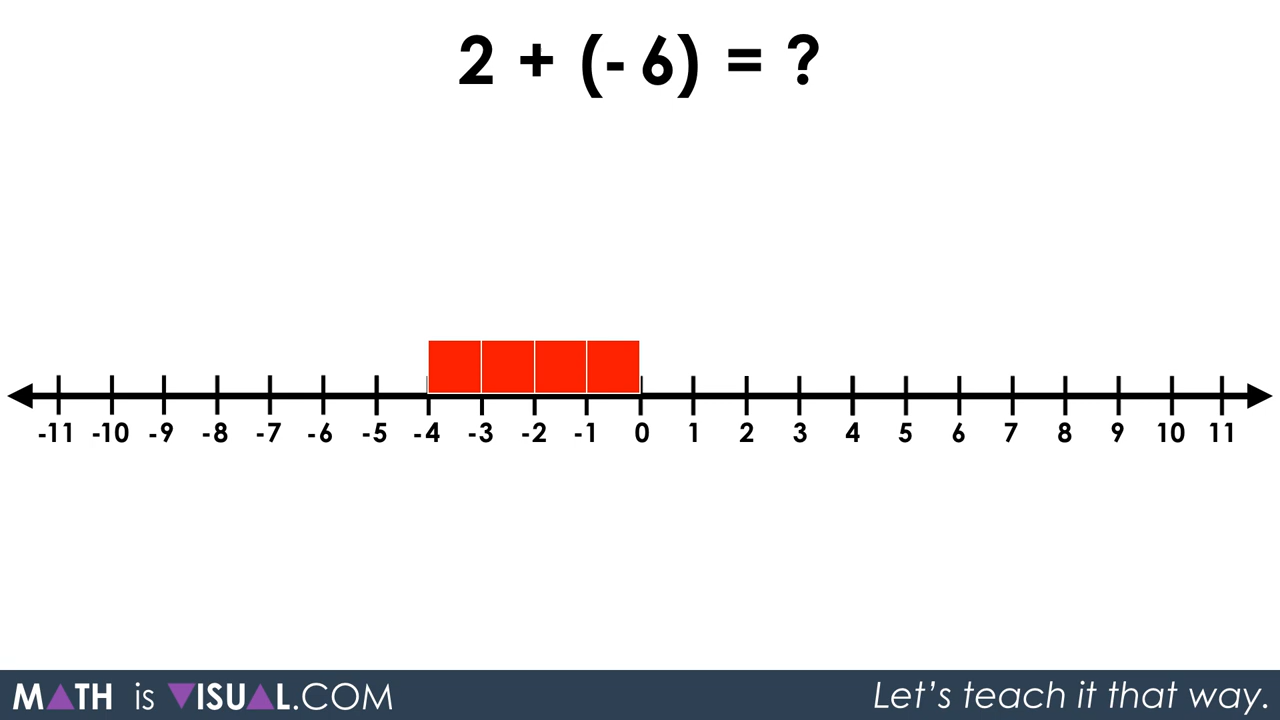 2 + (- 6) = ?
-11 -10 -9 -8 -7 -6 -5 -4 -3 -2 -1 0 1 2 3 4 5 6 7 8 9 10 11
MATH is VISUAL.COM
Let's teach it that way.